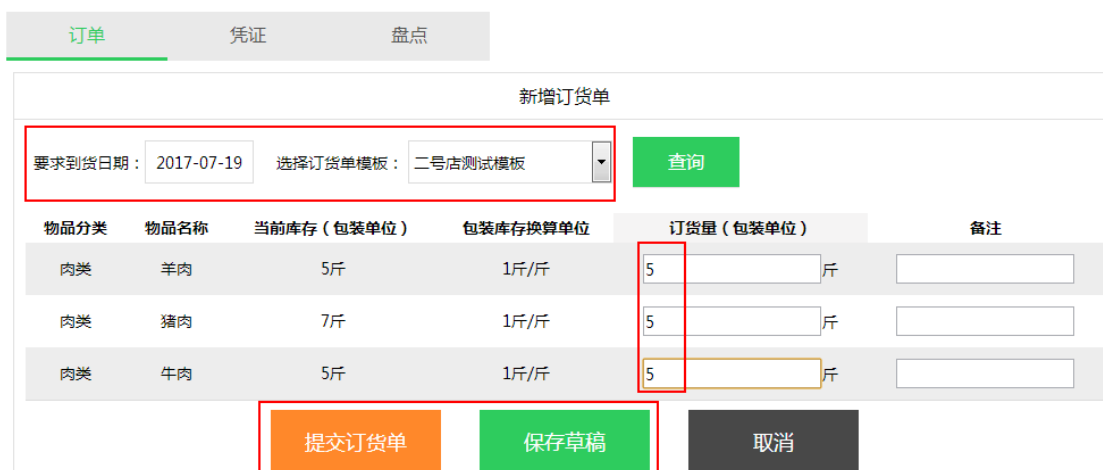 订单 凭证 盘点
新增订货单
要求到货日期： 2017-07-19 选择订货单模板： 二号店测试模板 查询
物品分类 物品名称 当前库存（包装单位） 包装库存换算单位 订货量（包装单位） 备注
肉类 羊肉 5斤 1斤/斤 5 斤
肉类 猪肉 7斤 1斤/斤 5 斤
肉类 牛肉 5斤 1斤/斤 5 斤
提交订货单 保存草稿 取消